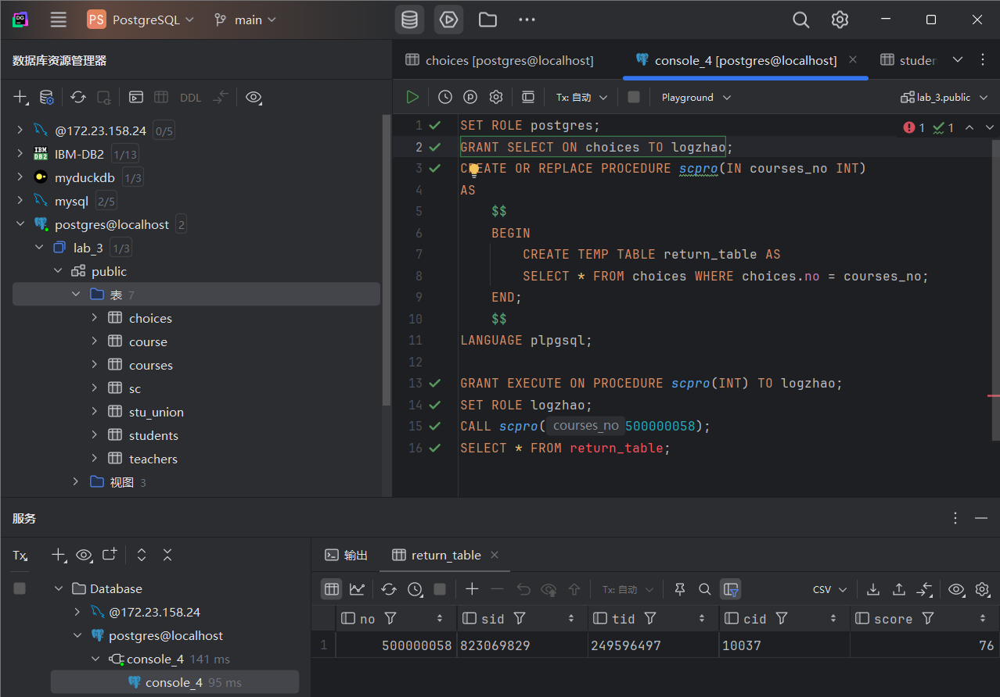 PS PostgreSQL main
数据库资源管理器
DDL
@172.23.158.24 0/5
IBM DB2 IBM-DB2 1/13
myduckdb 1/3
mysql 2/5
postgres@localhost 2
lab_3 1/3
public
表 7
choices
course
courses
sc
stu_union
students
teachers
视图 3
choices [postgres@localhost] console_4 [postgres@localhost] studer
Tx: 自动 Playground lab_3.public
1 1
1 SET ROLE postgres;
2 GRANT SELECT ON choices TO logzhao;
3 CREATE OR REPLACE PROCEDURE scpro(IN courses_no INT)
4 AS
5 $$
6 BEGIN
7 CREATE TEMP TABLE return_table AS
8 SELECT * FROM choices WHERE choices.no = courses_no;
9 END;
10 $$
11 LANGUAGE plpgsql;
12
13 GRANT EXECUTE ON PROCEDURE scpro(INT) TO logzhao;
14 SET ROLE logzhao;
15 CALL scpro( courses_no 500000058);
16 SELECT * FROM return_table;
服务
Tx
Database
@172.23.158.24
postgres@localhost
console_4 141 ms
console_4 95 ms
输出 return_table
Tx: 自动 CSV
no sid tid cid score
1 500000058 823069829 249596497 10037 76